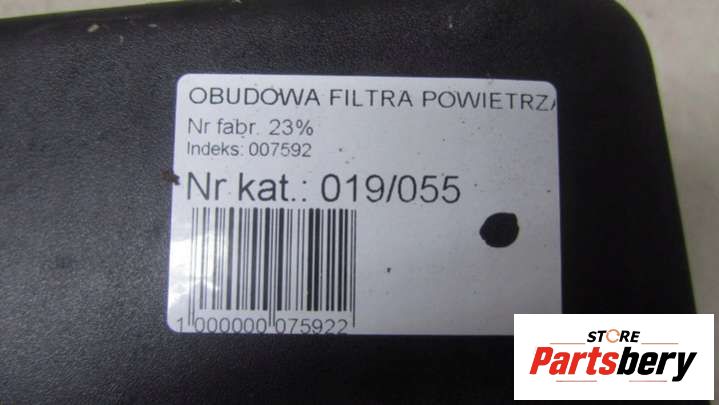 OBUDOWA FILTRA POWIETRZA
Nr fabr. 23%
Indeks: 007592
Nr kat.: 019/055
1 000000 075922
STORE
Partsbery